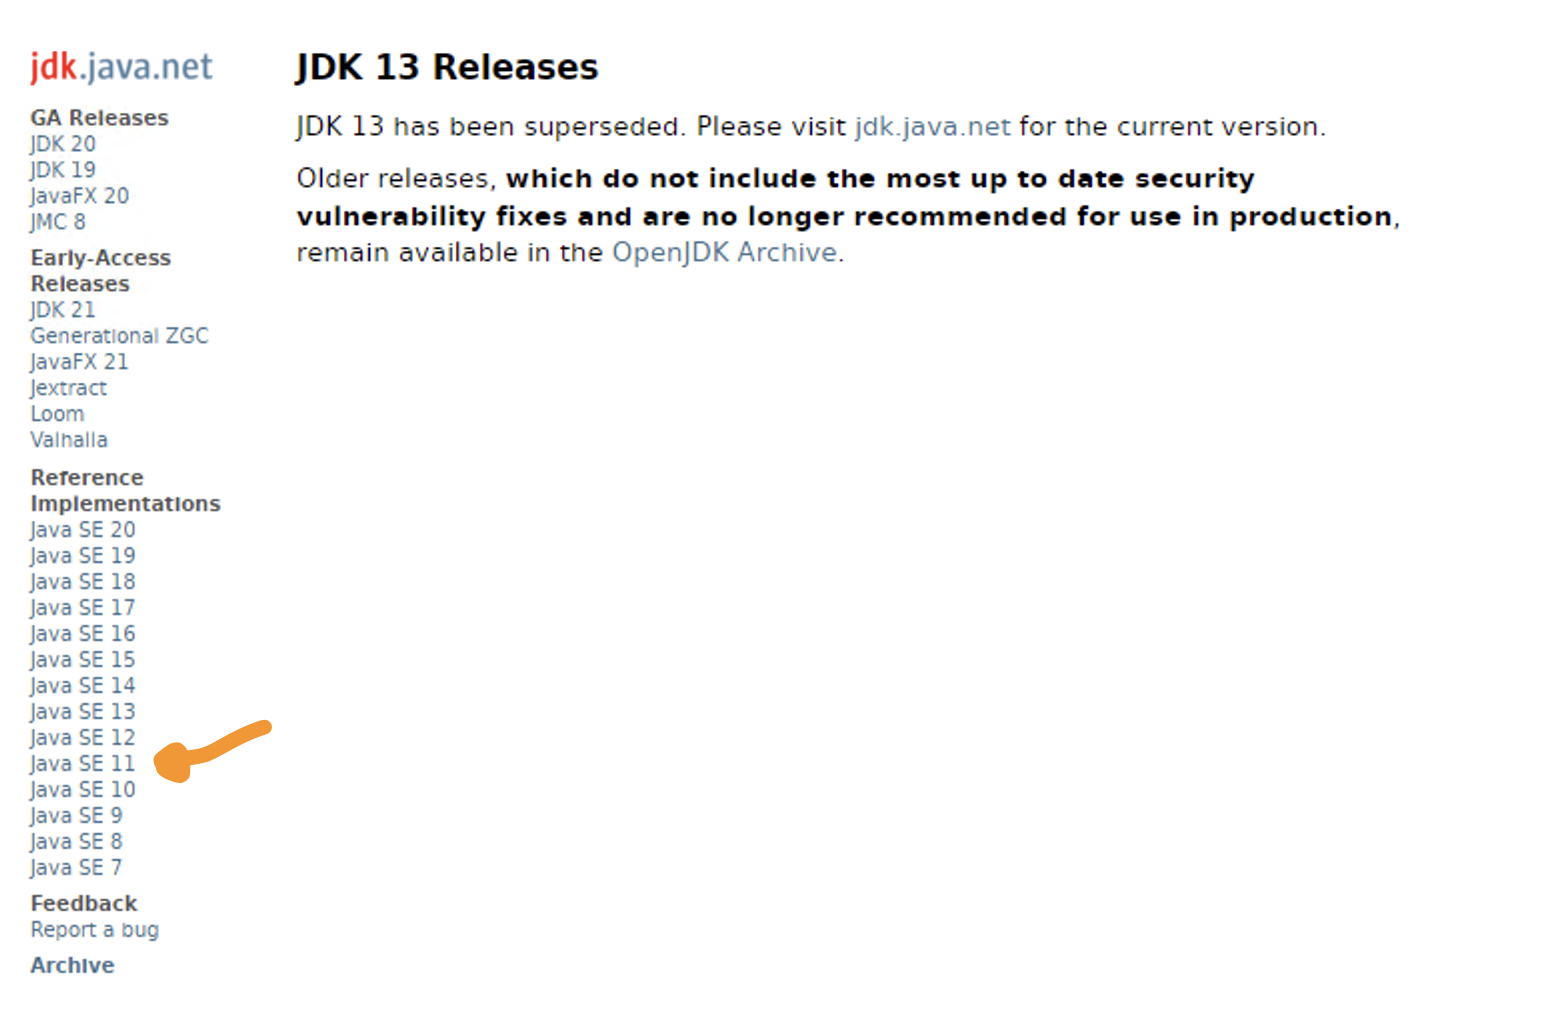 jdk.java.net
GA Releases
JDK 20
JDK 19
JavaFX 20
JMC 8
Early-Access
Releases
JDK 21
Generational ZGC
JavaFX 21
Jextract
Loom
Valhalla
Reference
Implementations
Java SE 20
Java SE 19
Java SE 18
Java SE 17
Java SE 16
Java SE 15
Java SE 14
Java SE 13
Java SE 12
Java SE 11
Java SE 10
Java SE 9
Java SE 8
Java SE 7
Feedback
Report a bug
Archive
JDK 13 Releases
JDK 13 has been superseded. Please visit jdk.java.net for the current version.
Older releases, which do not include the most up to date security
vulnerability fixes and are no longer recommended for use in production,
remain available in the OpenJDK Archive.